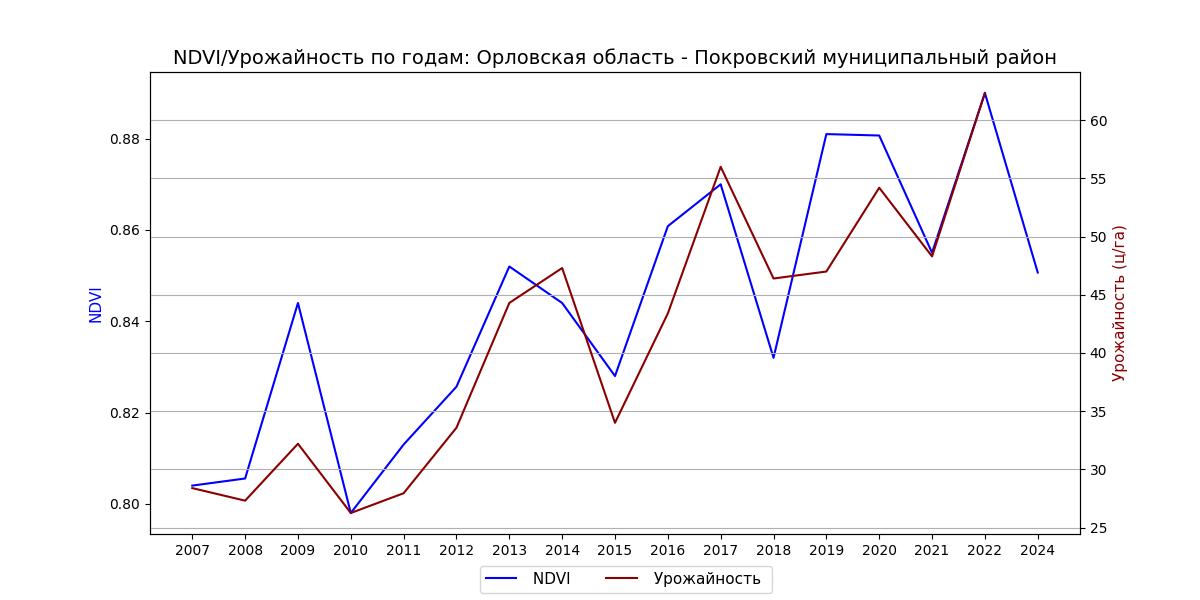 NDVI/Урожайность по годам: Орловская область - Покровский муниципальный район
0.88
0.86
0.84
0.82
0.80
NDVI
60
55
50
45
40
35
30
25
Урожайность (ц/га)
2007 2008 2009 2010 2011 2012 2013 2014 2015 2016 2017 2018 2019 2020 2021 2022 2024
NDVI Урожайность